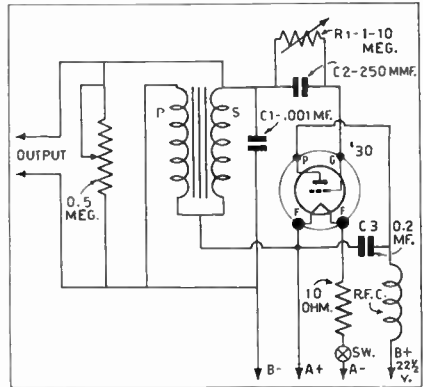 R1-1-10
MEG.
C2-250 MMF.
P
S
C1-.001 MF.
'30
OUTPUT
P
G
0.5
MEG.
F
F
C3
0.2
MF.
10
OHM.
R.F.C.
SW.
B-
A+
A-
B+
22½
V.